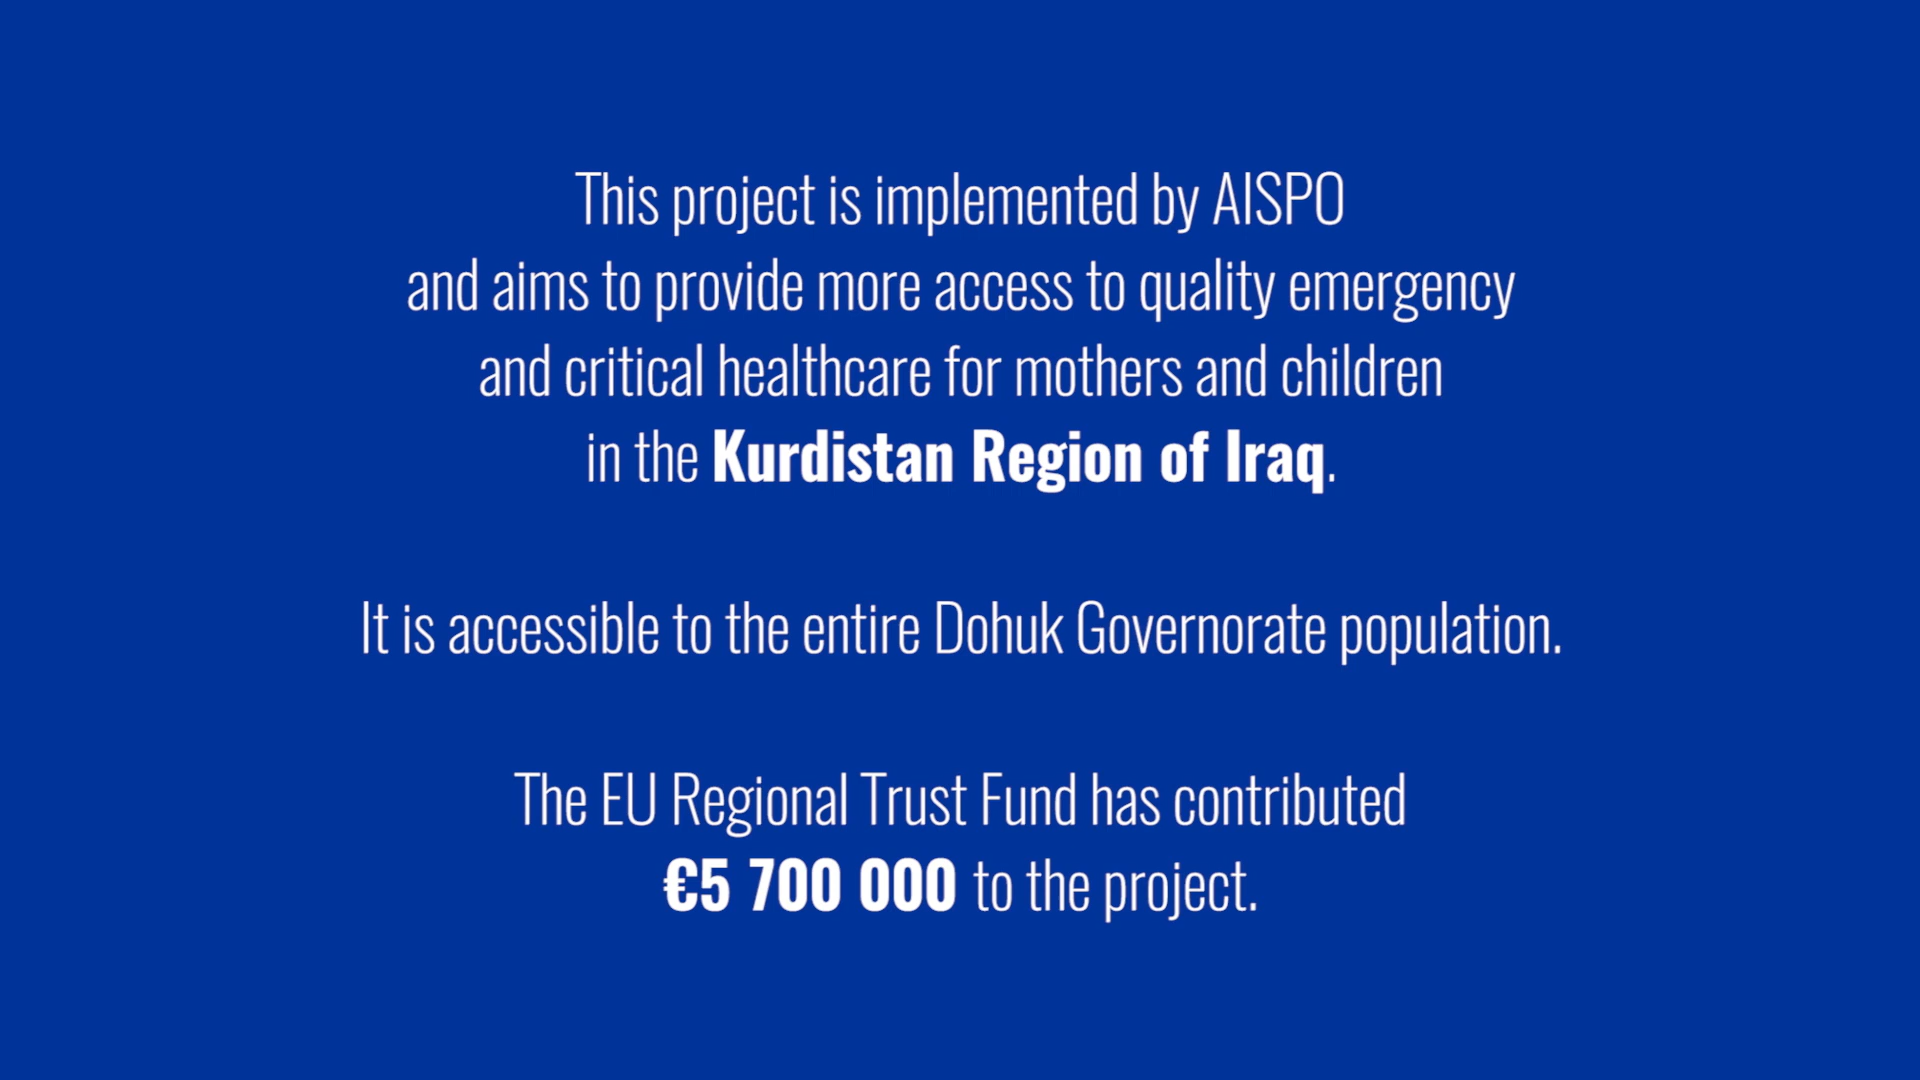 This project is implemented by AISPO
and aims to provide more access to quality emergency
and critical healthcare for mothers and children
in the Kurdistan Region of Iraq.
It is accessible to the entire Dohuk Governorate population.
The EU Regional Trust Fund has contributed
€5 700 000 to the project.